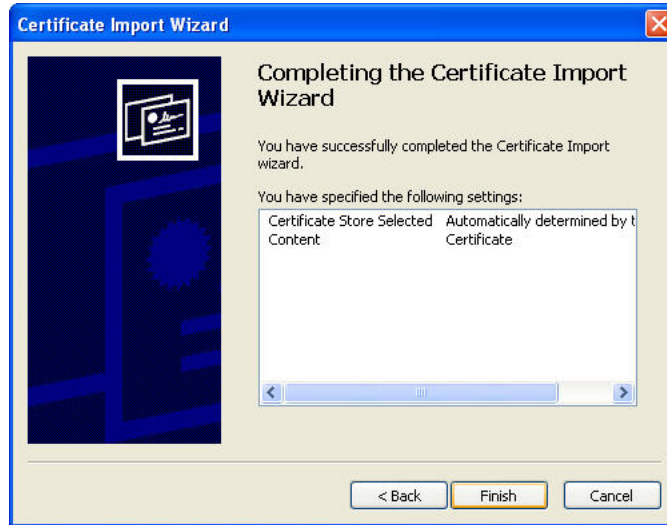 Certificate Import Wizard
Completing the Certificate Import
Wizard
You have successfully completed the Certificate Import
wizard.
You have specified the following settings:
Certificate Store Selected Automatically determined by t
Content Certificate
< Back Finish Cancel